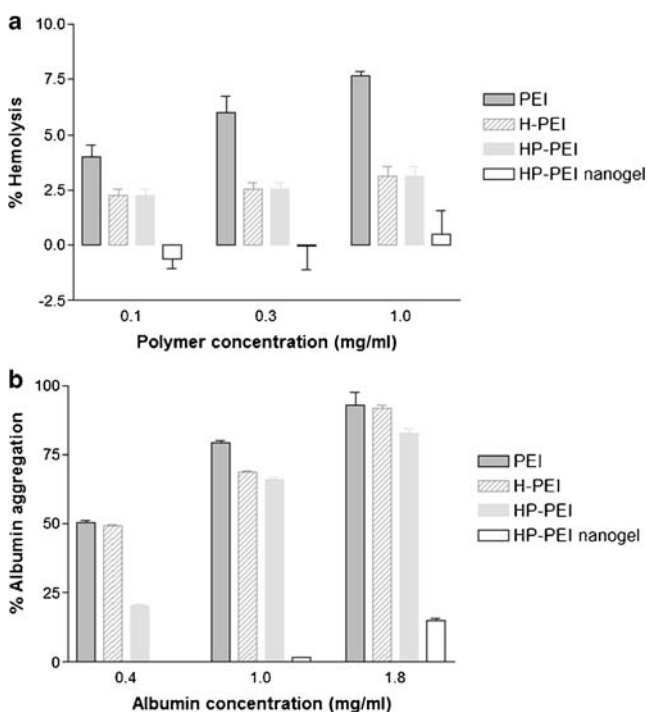 a
% Hemolysis
10.0
7.5
5.0
2.5
0.0
-2.5
0.1
0.3
1.0
Polymer concentration (mg/ml)
PEI
H-PEI
HP-PEI
HP-PEI nanogel
b
% Albumin aggregation
100
75
50
25
0
0.4
1.0
1.8
Albumin concentration (mg/ml)
PEI
H-PEI
HP-PEI
HP-PEI nanogel